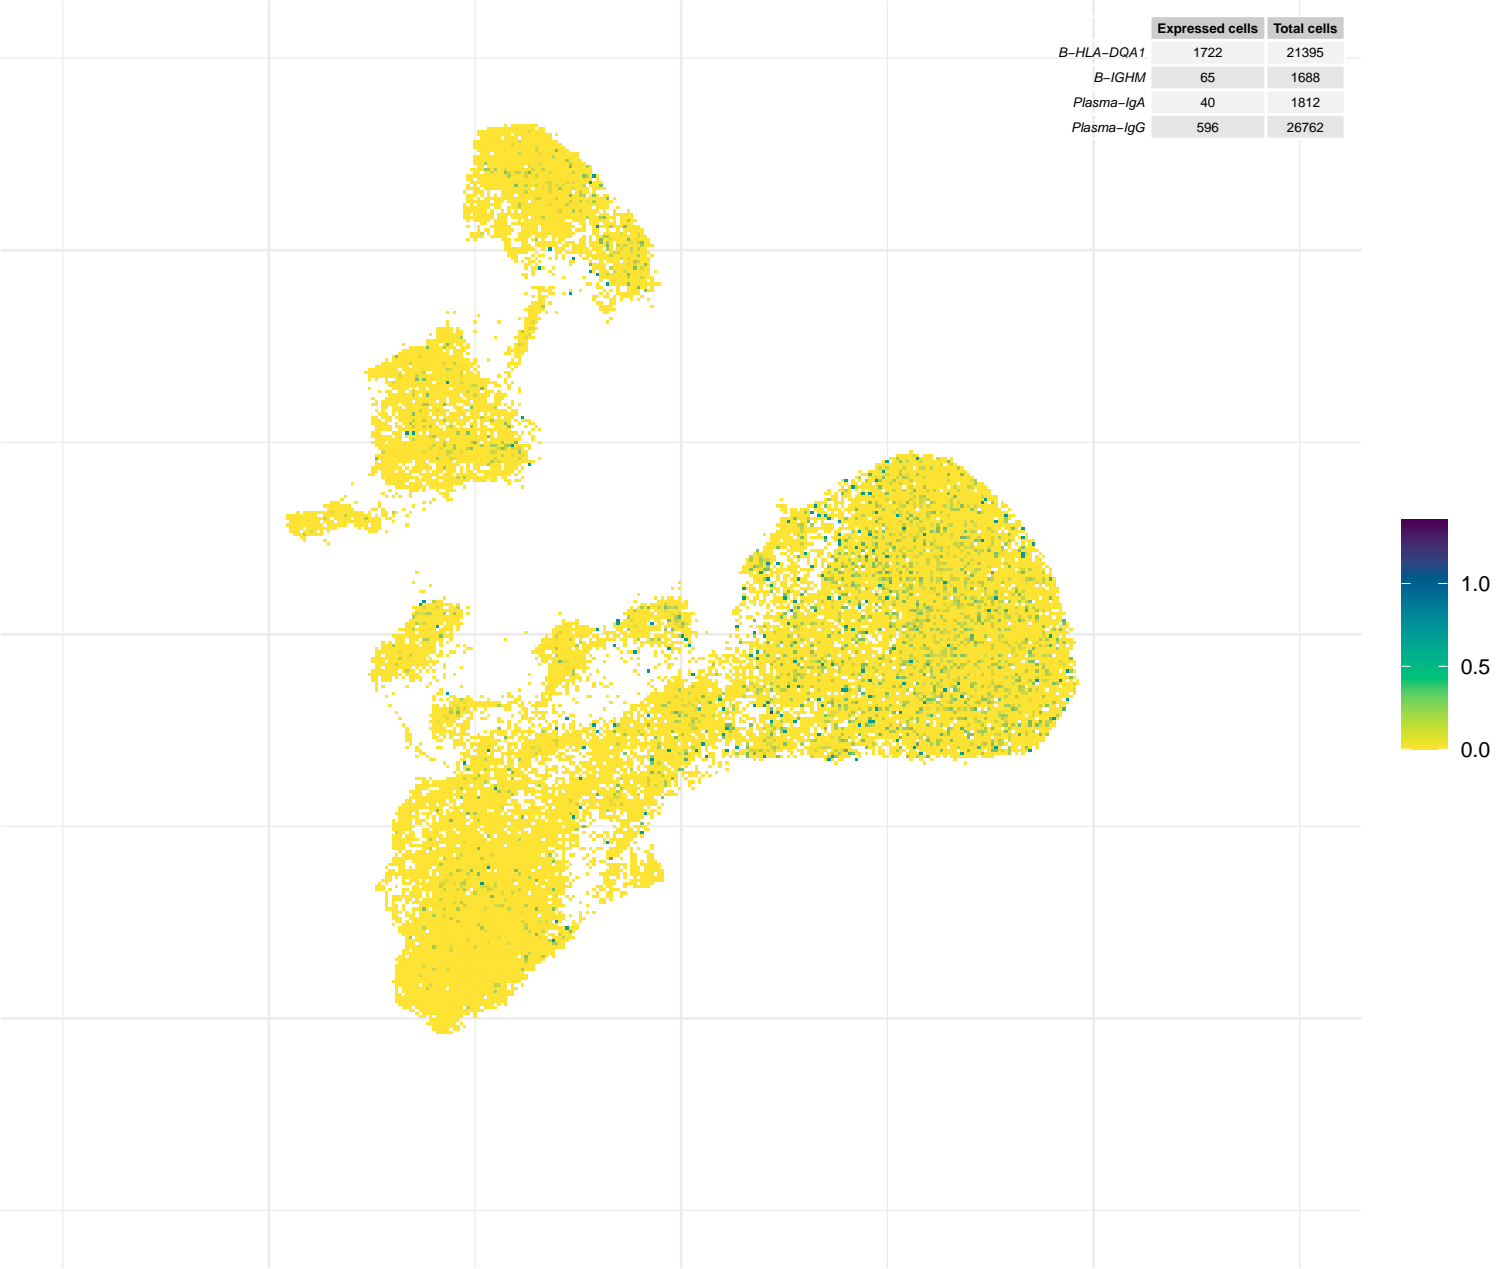 Expressed cells Total cells
B−HLA−DQA1 1722 21395
B−IGHM 65 1688
Plasma−IgA 40 1812
Plasma−IgG 596 26762
1.0
0.5
0.0